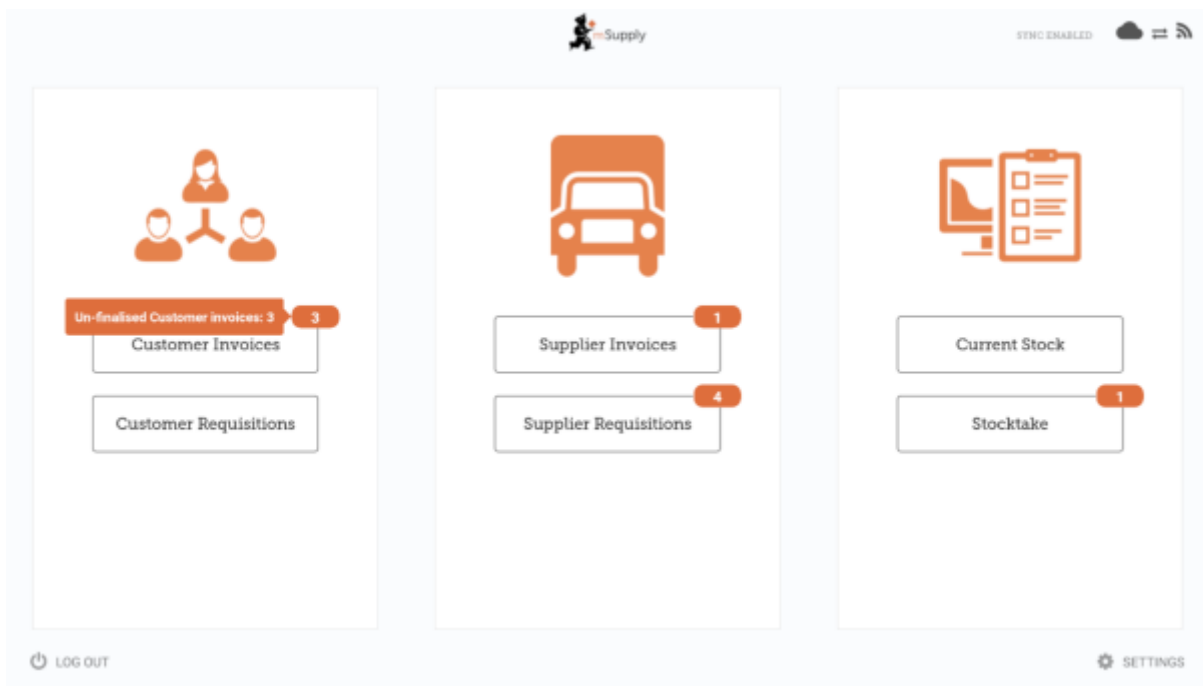 mSupply
SYNC ENABLED
Un-finalised Customer invoices: 3
3
Customer Invoices
Customer Requisitions
1
Supplier Invoices
4
Supplier Requisitions
Current Stock
1
Stocktake
LOG OUT
SETTINGS